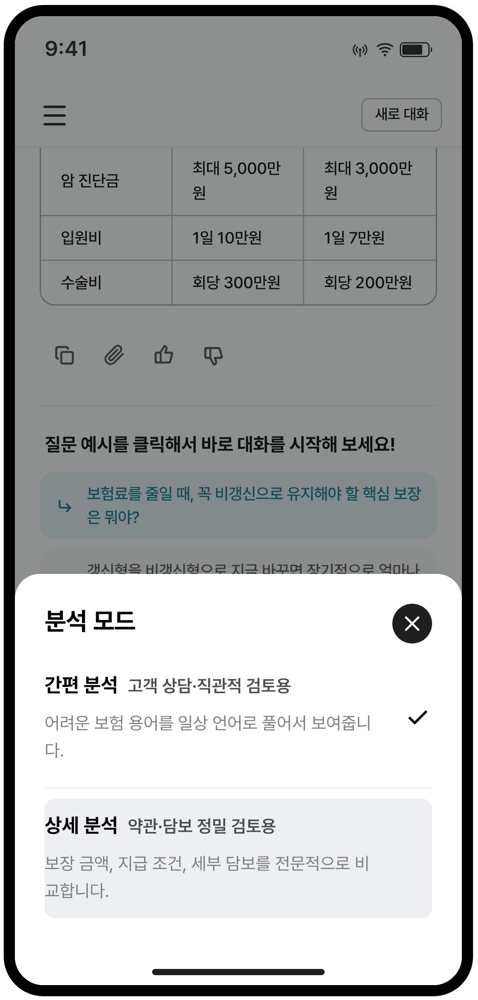 9:41
새로 대화
암 진단금
최대 5,000만
원
최대 3,000만
원
입원비
1일 10만원
1일 7만원
수술비
회당 300만원
회당 200만원
질문 예시를 클릭해서 바로 대화를 시작해 보세요!
보험료를 줄일 때, 꼭 비갱신으로 유지해야 할 핵심 보장
은 뭐야?
갱신형을 비갱신형으로 지금 바꾸면 장기적으로 얼마나
분석 모드
간편 분석 고객 상담·직관적 검토용
어려운 보험 용어를 일상 언어로 풀어서 보여줍니
다.
상세 분석 약관·담보 정밀 검토용
보장 금액, 지급 조건, 세부 담보를 전문적으로 비
교합니다.